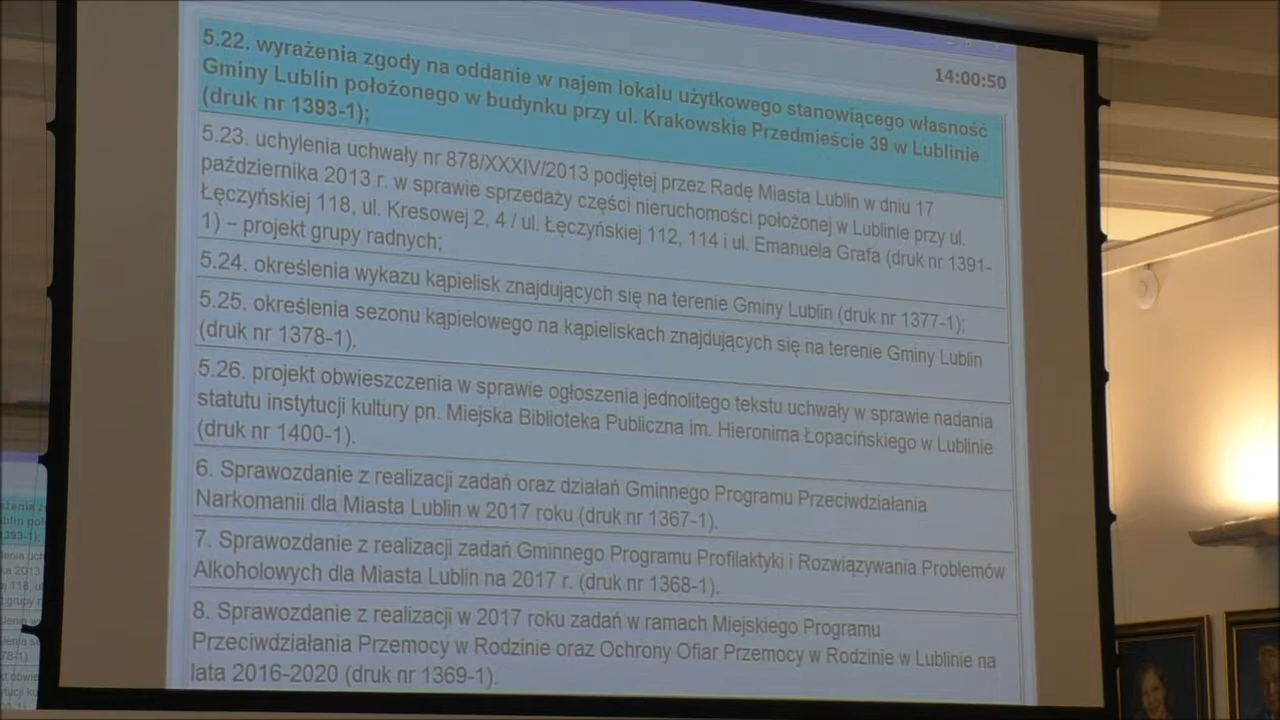 14:00:50
5.22. wyrażenia zgody na oddanie w najem lokalu użytkowego stanowiącego własność
Gminy Lublin położonego w budynku przy ul. Krakowskie Przedmieście 39 w Lublinie
(druk nr 1393-1);
5.23. uchylenia uchwały nr 878/XXXIV/2013 podjętej przez Radę Miasta Lublin w dniu 17
października 2013 r. w sprawie sprzedaży części nieruchomości położonej w Lublinie przy ul.
Łęczyńskiej 118, ul. Kresowej 2, 4 / ul. Łęczyńskiej 112, 114 i ul. Emanuela Grafa (druk nr 1391-
1) – projekt grupy radnych;
5.24. określenia wykazu kąpielisk znajdujących się na terenie Gminy Lublin (druk nr 1377-1);
5.25. określenia sezonu kąpielowego na kąpieliskach znajdujących się na terenie Gminy Lublin
(druk nr 1378-1).
5.26. projekt obwieszczenia w sprawie ogłoszenia jednolitego tekstu uchwały w sprawie nadania
statutu instytucji kultury pn. Miejska Biblioteka Publiczna im. Hieronima Łopacińskiego w Lublinie
(druk nr 1400-1).
6. Sprawozdanie z realizacji zadań oraz działań Gminnego Programu Przeciwdziałania
Narkomanii dla Miasta Lublin w 2017 roku (druk nr 1367-1).
7. Sprawozdanie z realizacji zadań Gminnego Programu Profilaktyki i Rozwiązywania Problemów
Alkoholowych dla Miasta Lublin na 2017 r. (druk nr 1368-1).
8. Sprawozdanie z realizacji w 2017 roku zadań w ramach Miejskiego Programu
Przeciwdziałania Przemocy w Rodzinie oraz Ochrony Ofiar Przemocy w Rodzinie w Lublinie na
lata 2016-2020 (druk nr 1369-1).